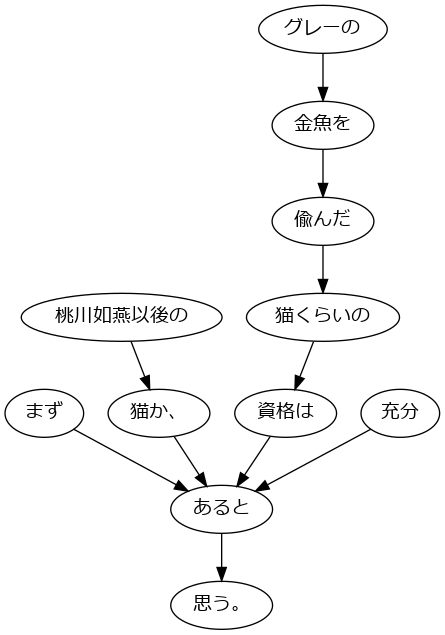 グレーの
金魚を
偸んだ
桃川如燕以後の
猫くらいの
まず
猫か、
資格は
充分
あると
思う。